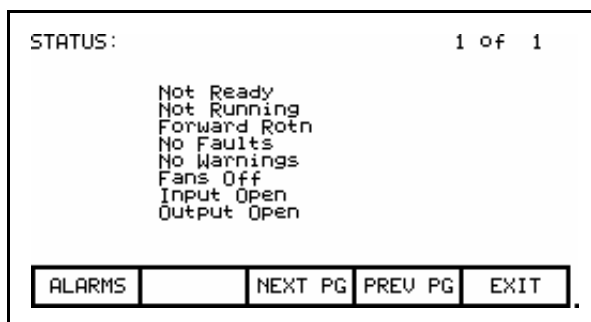 STATUS: 1 of 1
Not Ready
Not Running
Forward Rotn
No Faults
No Warnings
Fans Off
Input Open
Output Open
ALARMS NEXT PG PREV PG EXIT